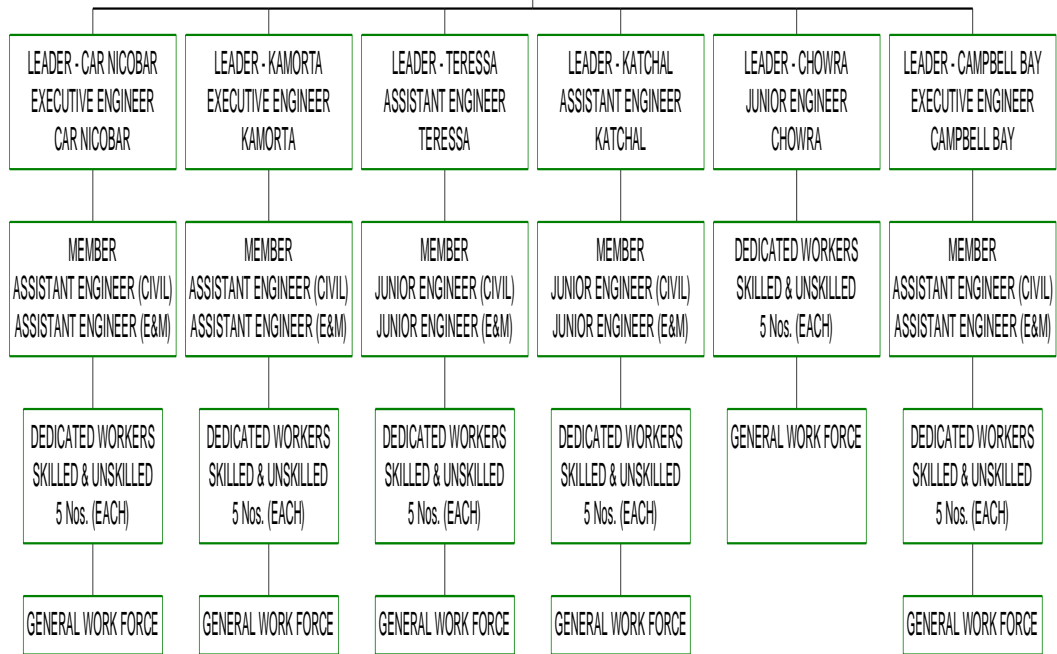 LEADER - CAR NICOBAR
EXECUTIVE ENGINEER
CAR NICOBAR
LEADER - KAMORTA
EXECUTIVE ENGINEER
KAMORTA
LEADER - TERESSA
ASSISTANT ENGINEER
TERESSA
LEADER - KATCHAL
ASSISTANT ENGINEER
KATCHAL
LEADER - CHOWRA
JUNIOR ENGINEER
CHOWRA
LEADER - CAMPBELL BAY
EXECUTIVE ENGINEER
CAMPBELL BAY
MEMBER
ASSISTANT ENGINEER (CIVIL)
ASSISTANT ENGINEER (E&M)
MEMBER
ASSISTANT ENGINEER (CIVIL)
ASSISTANT ENGINEER (E&M)
MEMBER
JUNIOR ENGINEER (CIVIL)
JUNIOR ENGINEER (E&M)
MEMBER
JUNIOR ENGINEER (CIVIL)
JUNIOR ENGINEER (E&M)
DEDICATED WORKERS
SKILLED & UNSKILLED
5 Nos. (EACH)
MEMBER
ASSISTANT ENGINEER (CIVIL)
ASSISTANT ENGINEER (E&M)
DEDICATED WORKERS
SKILLED & UNSKILLED
5 Nos. (EACH)
DEDICATED WORKERS
SKILLED & UNSKILLED
5 Nos. (EACH)
DEDICATED WORKERS
SKILLED & UNSKILLED
5 Nos. (EACH)
DEDICATED WORKERS
SKILLED & UNSKILLED
5 Nos. (EACH)
GENERAL WORK FORCE
DEDICATED WORKERS
SKILLED & UNSKILLED
5 Nos. (EACH)
GENERAL WORK FORCE
GENERAL WORK FORCE
GENERAL WORK FORCE
GENERAL WORK FORCE
GENERAL WORK FORCE